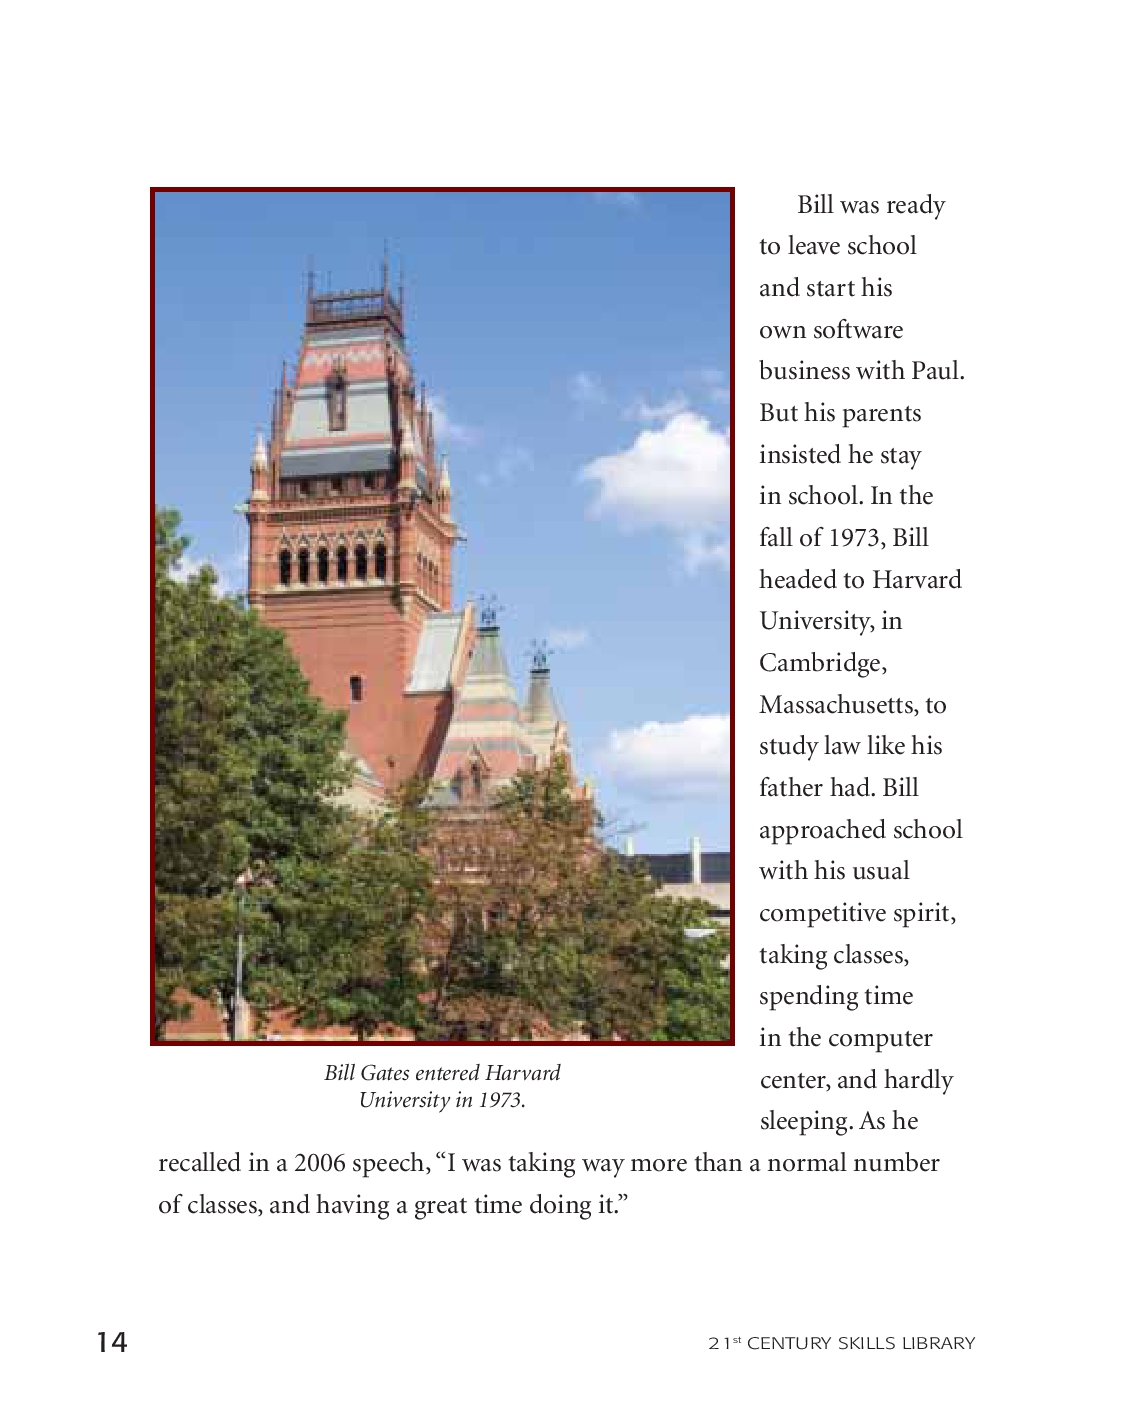 Bill was ready
to leave school
and start his
own software
business with Paul.
But his parents
insisted he stay
in school. In the
fall of 1973, Bill
headed to Harvard
University, in
Cambridge,
Massachusetts, to
study law like his
father had. Bill
approached school
with his usual
competitive spirit,
taking classes,
spending time
in the computer
center, and hardly
sleeping. As he
recalled in a 2006 speech, “I was taking way more than a normal number
of classes, and having a great time doing it.”
Bill Gates entered Harvard
University in 1973.
14
21st CENTURY SKILLS LIBRARY